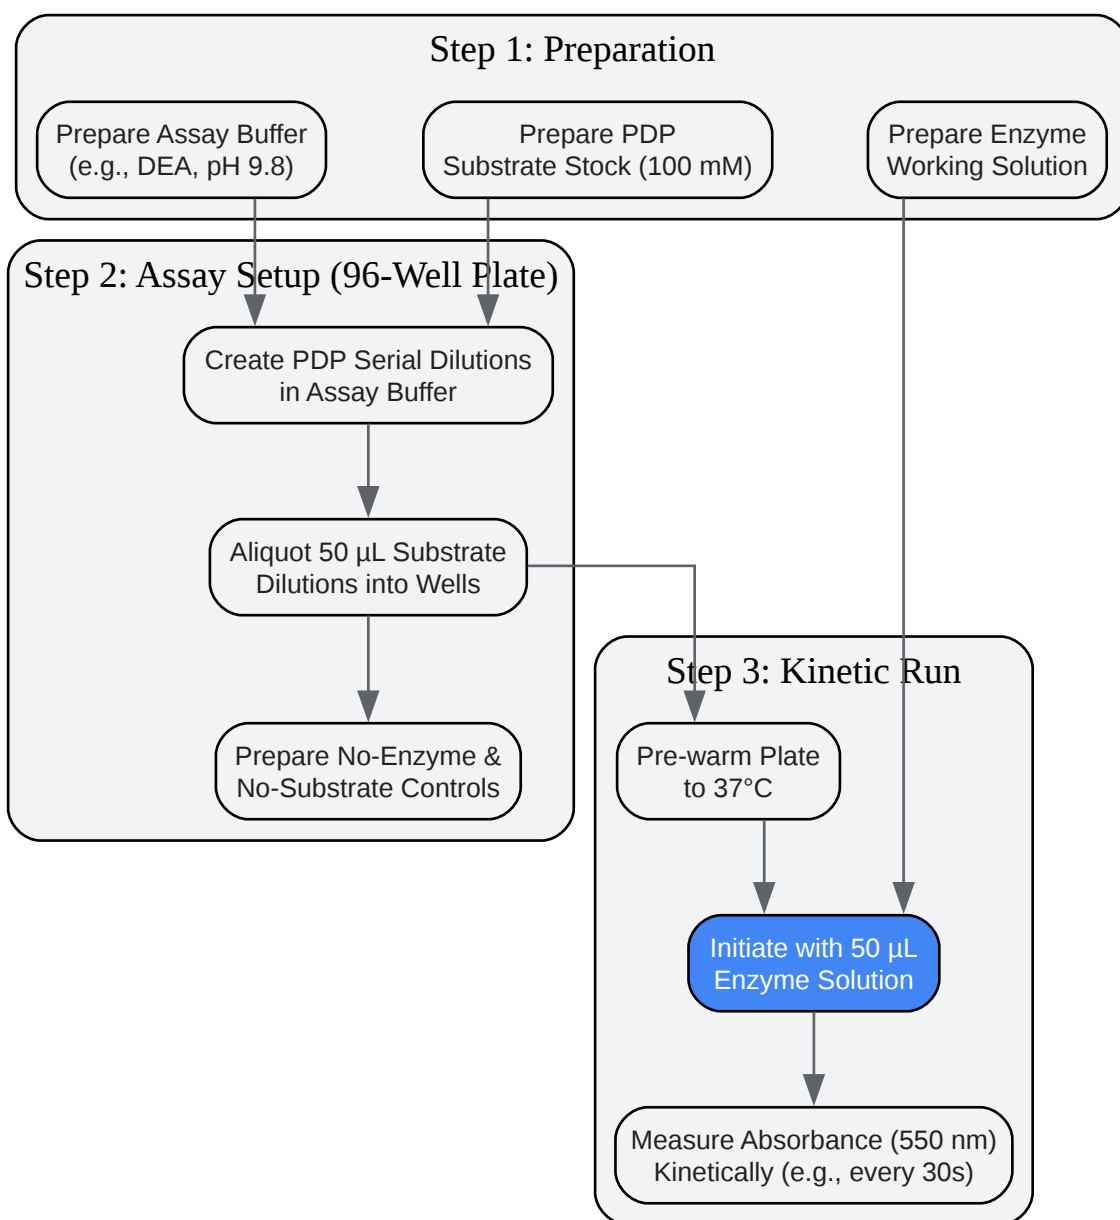 Step 1: Preparation
Prepare Assay Buffer
(e.g., DEA, pH 9.8)
Prepare PDP
Substrate Stock (100 mM)
Prepare Enzyme
Working Solution
Step 2: Assay Setup (96-Well Plate)
Create PDP Serial Dilutions
in Assay Buffer
Aliquot 50 µL Substrate
Dilutions into Wells
Prepare No-Enzyme &
No-Substrate Controls
Step 3: Kinetic Run
Pre-warm Plate
to 37°C
Initiate with 50 µL
Enzyme Solution
Measure Absorbance (550 nm)
Kinetically (e.g., every 30s)